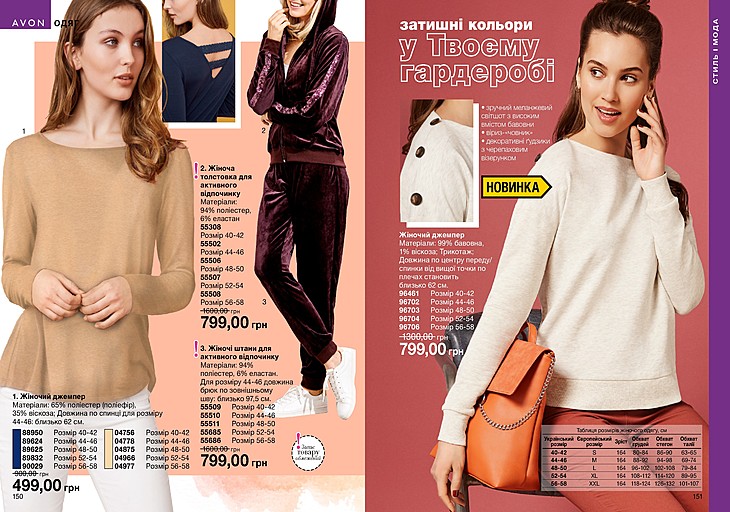 AVON одяг
1
2
3
2. Жіноча
толстовка для
активного
відпочинку
Матеріали:
94% поліестер,
6% еластан
55308
Розмір 40-42
55502
Розмір 44-46
55506
Розмір 48-50
55507
Розмір 52-54
55508
Розмір 56-58
1600,00 грн
799,00 грн
3. Жіночі штани для
активного відпочинку
Матеріали: 94%
поліестер, 6% еластан.
Для розміру 44-46 довжина
брюк по зовнішньому
шву: близько 97,5 см.
55509 Розмір 40-42
55510 Розмір 44-46
55511 Розмір 48-50
55685 Розмір 52-54
55686 Розмір 56-58
1600,00 грн
799,00 грн
Запас
товару
обмежений
1. Жіночий джемпер
Матеріали: 65% поліестер (поліефір),
35% віскоза; Довжина по спинці для розміру
44-46: близько 62 см.
88950 Розмір 40-42 04756 Розмір 40-42
89624 Розмір 44-46 04778 Розмір 44-46
89625 Розмір 48-50 04875 Розмір 48-50
89832 Розмір 52-54 04966 Розмір 52-54
90029 Розмір 56-58 04977 Розмір 56-58
900,00 грн
499,00 грн
150
затишні кольори
у Твоєму
гардеробі
• зручний меланжевий
світшот з високим
вмістом бавовни
• виріз-«човник»
• декоративні ґудзики
з черепаховим
візерунком
НОВИНКА
Жіночий джемпер
Матеріали: 99% бавовна,
1% віскоза; Трикотаж;
Довжина по центру переду/
спинки від вищої точки по
плечах становить
близько 62 см.
96461 Розмір 40-42
96702 Розмір 44-46
96703 Розмір 48-50
96704 Розмір 52-54
96706 Розмір 56-58
1300,00 грн
799,00 грн
СТИЛЬ І МОДА
Таблиця розмірів жіночого одягу, см
Український розмір Європейський розмір Зріст Обхват грудей Обхват стегон Обхват талії
40-42 S 164 80-84 86-90 63-65
44-46 M 164 88-92 94-98 69-74
48-50 L 164 96-102 102-108 79-84
52-54 XL 164 108-112 114-120 89-95
56-58 XXL 164 118-124 126-132 101-107
151